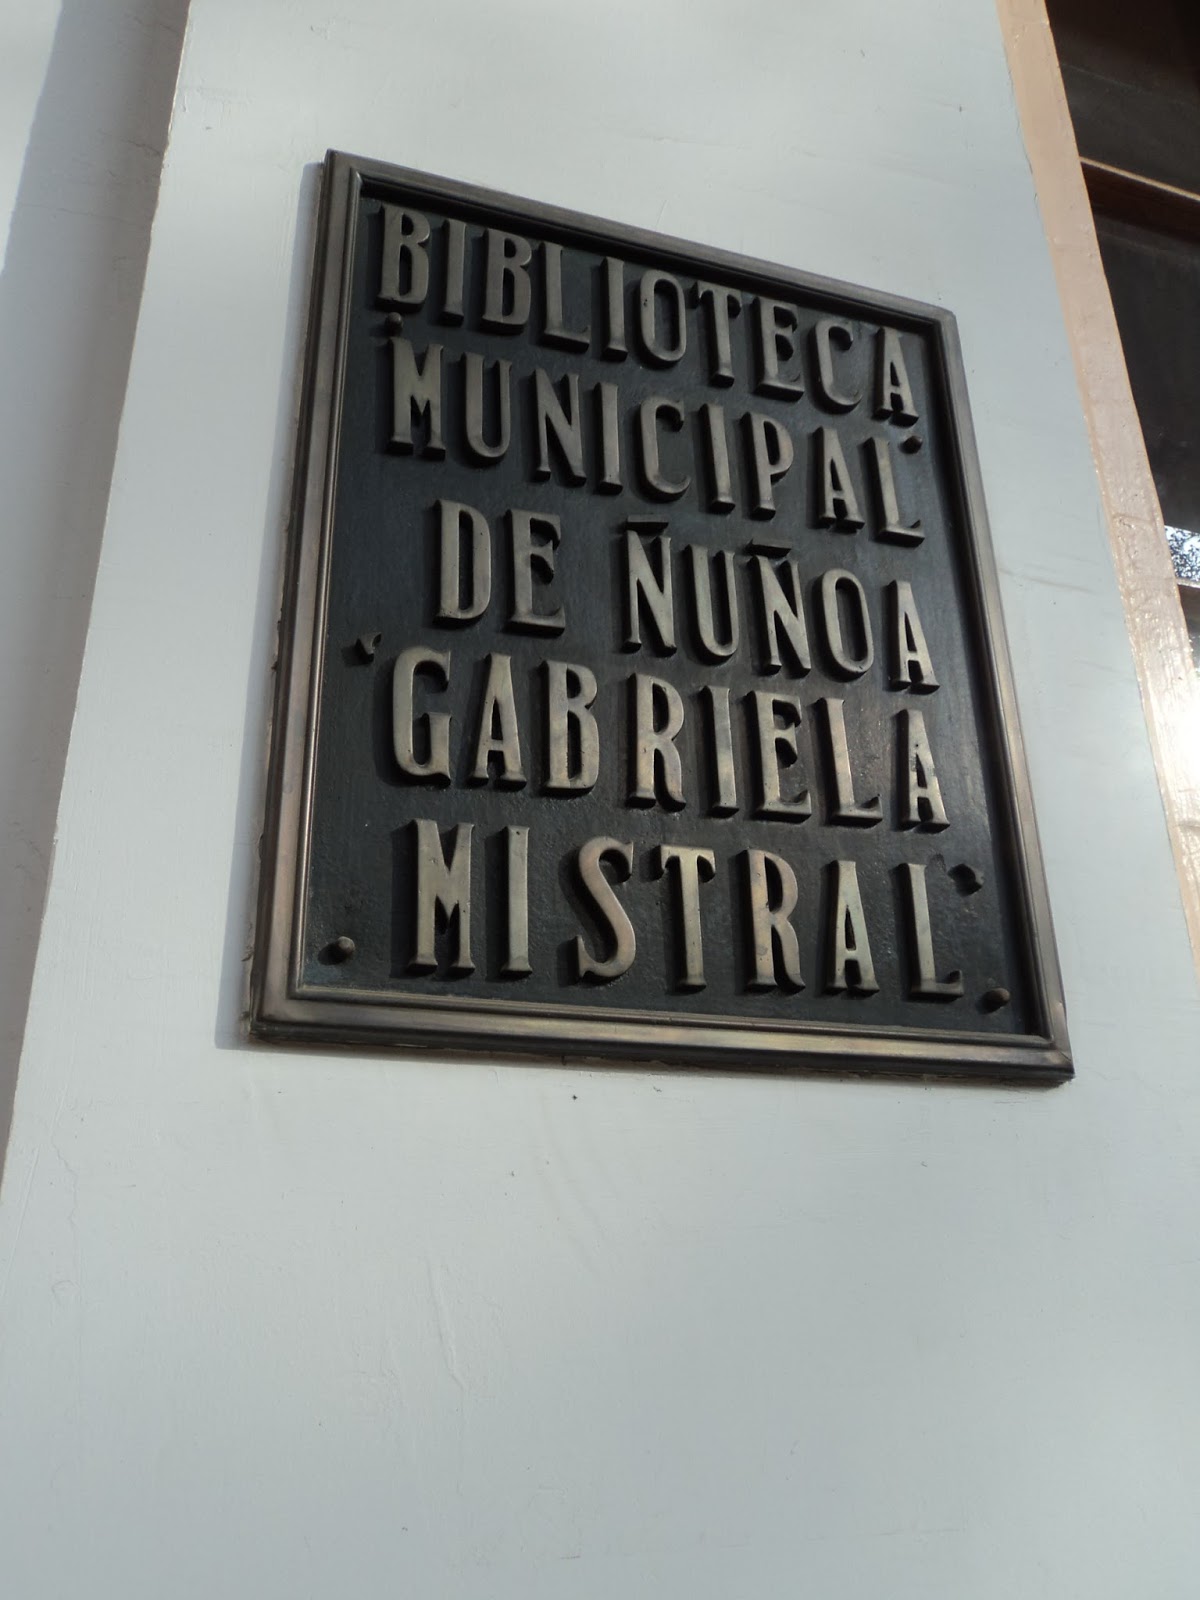 BIBLIOTECA
MUNICIPAL
DE ÑUÑOA
'GABRIELA
MISTRAL'